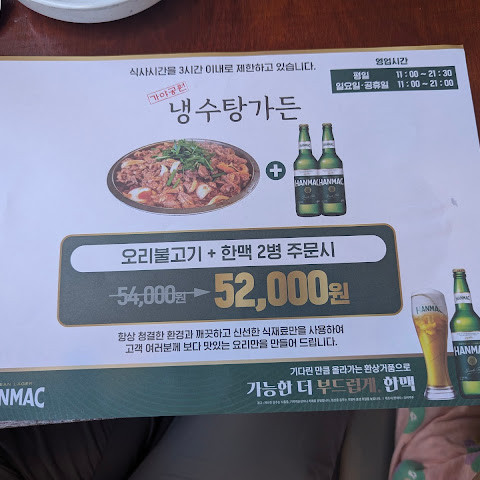 식사시간을 3시간 이내로 제한하고 있습니다.
영업시간
평일 11:00~21:30
일요일·공휴일 11:00~21:00
가야공원
냉수탕가든
+
HANMAC HANMAC
오리불고기 + 한맥 2병 주문시
54,000원 52,000원
항상 청결한 환경과 깨끗하고 신선한 식재료만을 사용하여
고객 여러분께 보다 맛있는 요리만을 만들어 드립니다.
HANMAC
HANMAC
기다린 만큼 올라가는 환상거품으로
가능한 더 부드럽게, 한맥
ANMAC